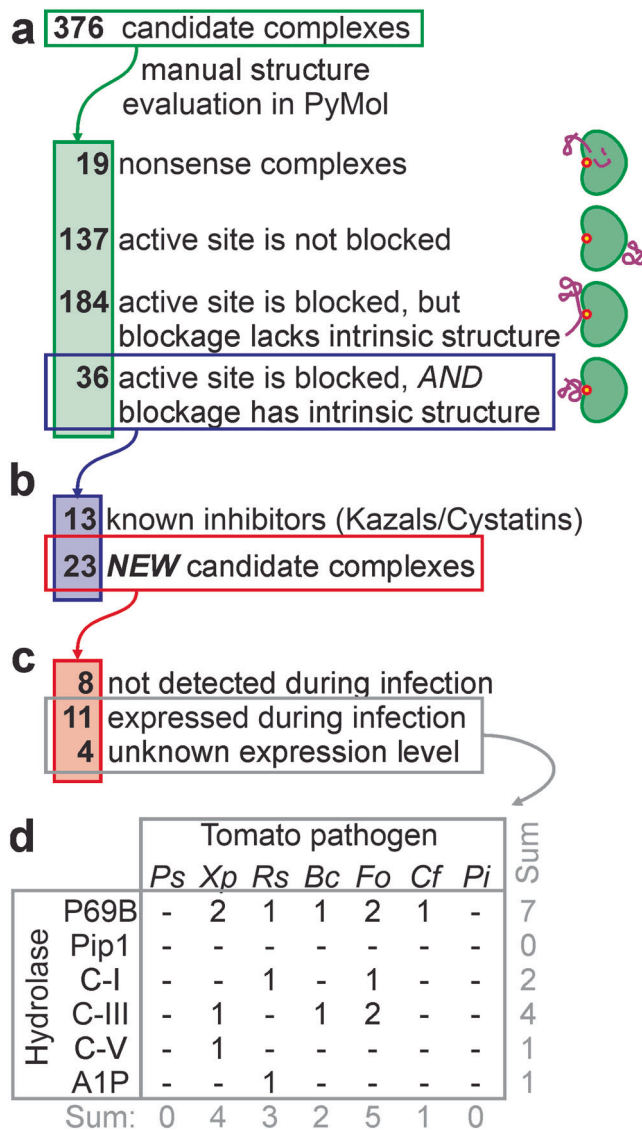 a 376 candidate complexes
manual structure
evaluation in PyMol
19 nonsense complexes
137 active site is not blocked
184 active site is blocked, but
blockage lacks intrinsic structure
36 active site is blocked, AND
blockage has intrinsic structure
b
13 known inhibitors (Kazals/Cystatins)
23 NEW candidate complexes
c
8 not detected during infection
11 expressed during infection
4 unknown expression level
d
Tomato pathogen
Ps Xp Rs Bc Fo Cf Pi Sum
Hydrolase
P69B - 2 1 1 2 1 - 7
Pip1 - - - - - - - 0
C-I - - 1 - 1 - - 2
C-III - 1 - 1 2 - - 4
C-V - 1 - - - - - 1
A1P - - 1 - - - - 1
Sum: 0 4 3 2 5 1 0